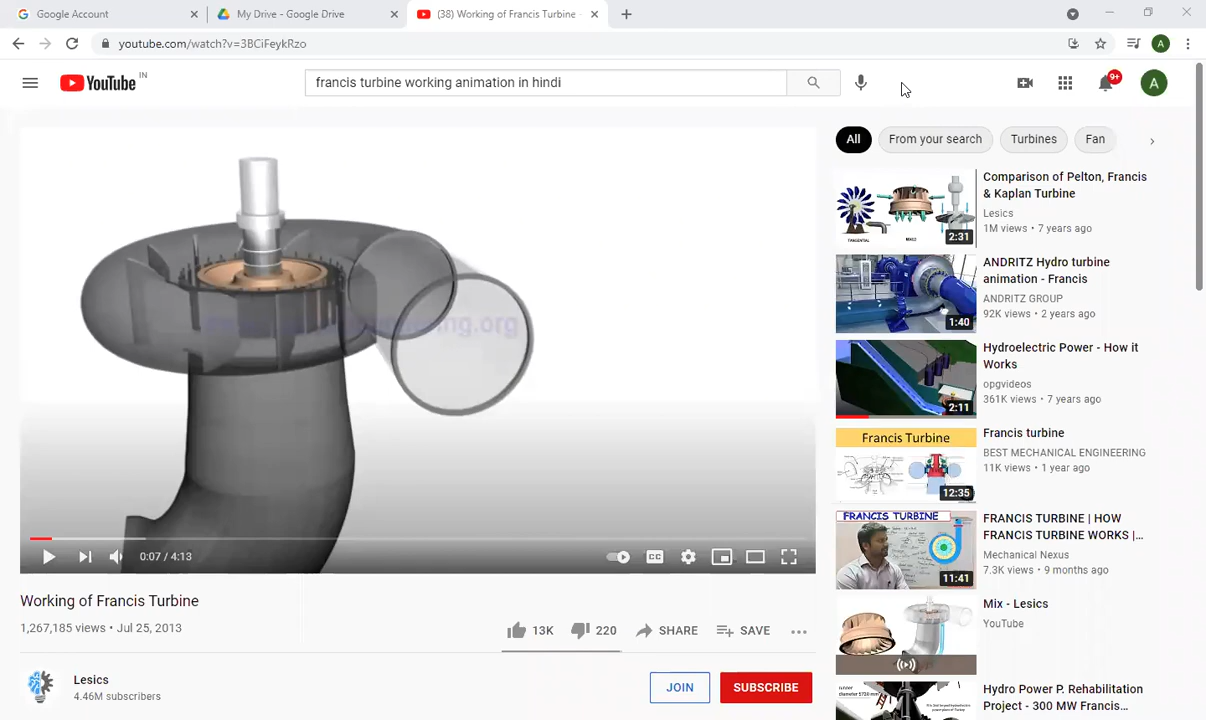 Google Account
My Drive - Google Drive
(38) Working of Francis Turbine -
youtube.com/watch?v=3BCiFeykRzo
A
YouTube IN
francis turbine working animation in hindi
9+
A
All
From your search
Turbines
Fan
Comparison of Pelton, Francis
& Kaplan Turbine
Lesics
1M views • 7 years ago
2:31
ANDRITZ Hydro turbine
animation - Francis
ANDRITZ GROUP
92K views • 2 years ago
1:40
Hydroelectric Power - How it
Works
opgvideos
361K views • 7 years ago
2:11
Francis Turbine
Francis turbine
BEST MECHANICAL ENGINEERING
11K views • 1 year ago
12:35
FRANCIS TURBINE
FRANCIS TURBINE | HOW
FRANCIS TURBINE WORKS |...
Mechanical Nexus
7.3K views • 9 months ago
11:41
Mix - Lesics
YouTube
Hydro Power P. Rehabilitation
Project - 300 MW Francis...
0:07 / 4:13
CC
Working of Francis Turbine
1,267,185 views • Jul 25, 2013
13K
220
SHARE
SAVE
Lesics
4.46M subscribers
JOIN
SUBSCRIBE